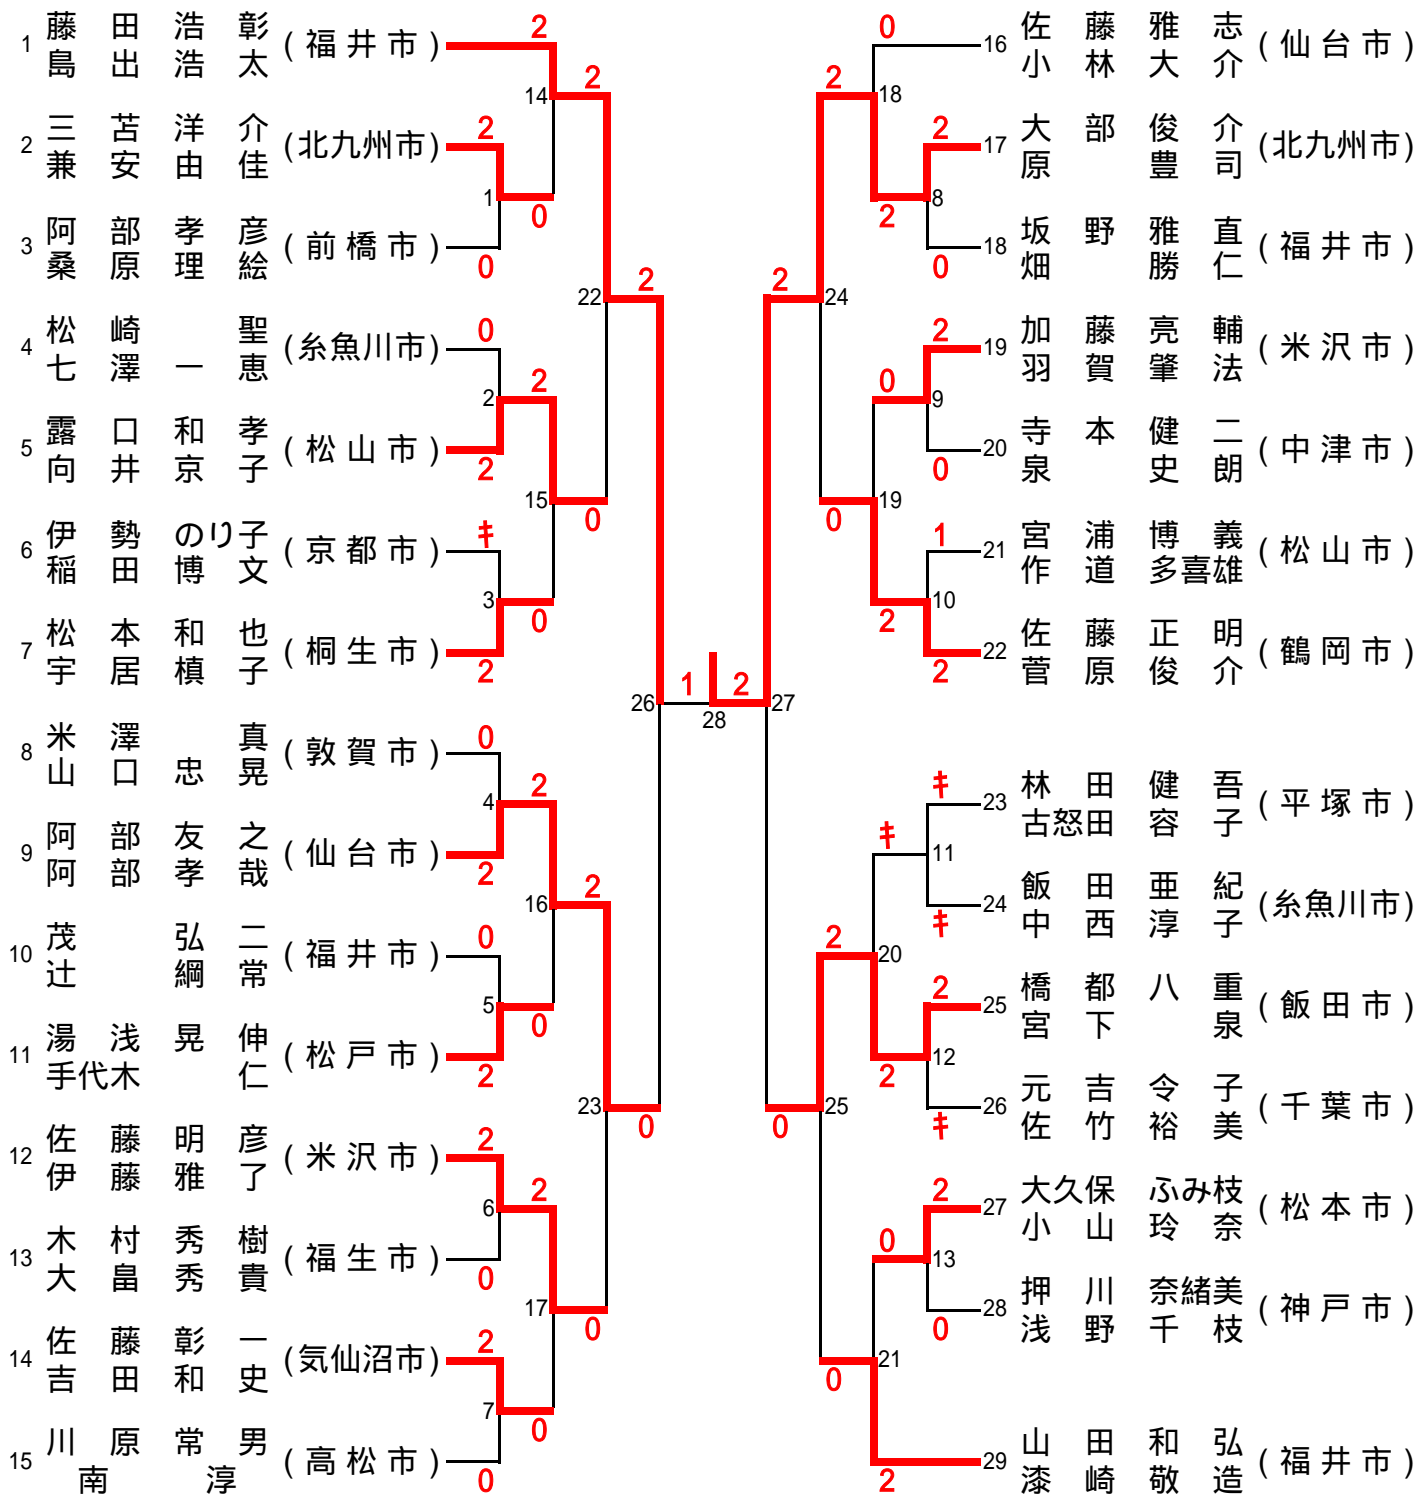 1 藤田浩彰 (福井市) 2
島出浩太
2
14
2 三苫洋介 (北九州市) 2
兼安由佳
1
0
3 阿部孝彦 (前橋市) 0
桑原理絵
22
2
4 松崎聖 (糸魚川市) 0
七澤一恵
2
2
5 露口和孝 (松山市) 2
向井京子
15
0
6 伊勢のり子 (京都市) キ
稲田博文
3
0
7 松本和也 (桐生市) 2
宇居槙子
26
1
8 米澤真 (敦賀市) 0
山口忠晃
4
2
9 阿部友之 (仙台市) 2
阿部孝哉
16
2
10 茂弘二 (福井市) 0
辻綱常
5
0
11 湯浅晃伸 (松戸市) 2
手代木仁
23
0
12 佐藤明彦 (米沢市) 2
伊藤雅了
6
2
13 木村秀樹 (福生市) 0
大畠秀貴
17
0
14 佐藤彰一 (気仙沼市) 2
吉田和史
7
0
15 川原常男 (高松市) 0
南淳
28
0 16 佐藤雅志 (仙台市)
小林大介
2
18
2 17 大部俊介 (北九州市)
原豊司
8
2
0 18 坂野雅直 (福井市)
畑勝仁
2
24
2 19 加藤亮輔 (米沢市)
羽賀肇法
0
9
0 20 寺本健二 (中津市)
泉史朗
19
0
1 21 宮浦博義 (松山市)
作道多喜雄
10
2
2 22 佐藤正明 (鶴岡市)
菅原俊介
2
27
キ 23 林田健吾 (平塚市)
古怒田容子
キ
11
キ 24 飯田亜紀 (糸魚川市)
中西淳子
2
20
2 25 橋都八重 (飯田市)
宮下泉
12
2
キ 26 元吉令子 (千葉市)
佐竹裕美
25
0
2 27 大久保ふみ枝 (松本市)
小山玲奈
0
13
0 28 押川奈緒美 (神戸市)
浅野千枝
21
0
2 29 山田和弘 (福井市)
漆崎敬造